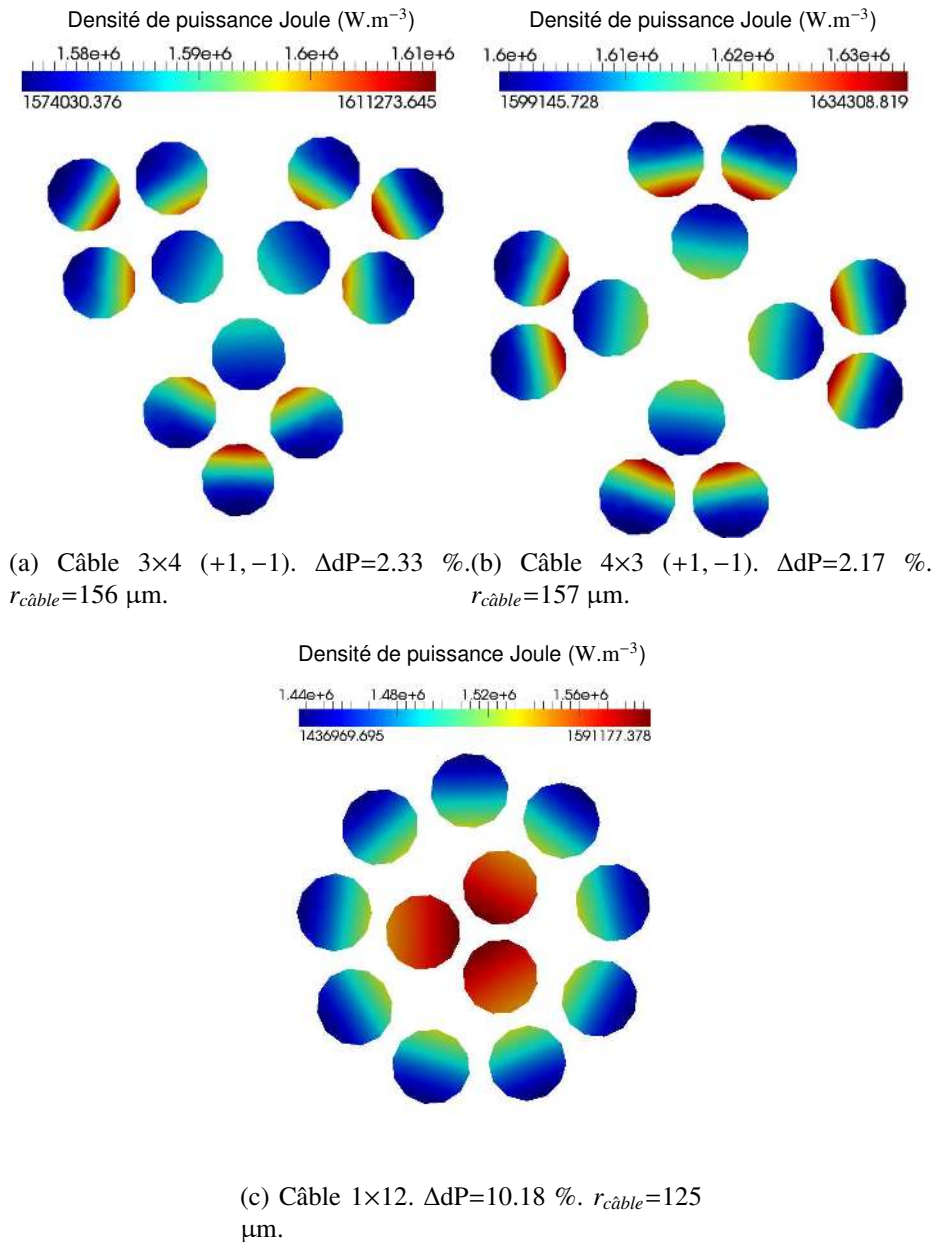 Densité de puissance Joule (W.m⁻³)
1.58e+6 1.59e+6 1.6e+6 1.61e+6
1574030.376 1611273.645
Densité de puissance Joule (W.m⁻³)
1.6e+6 1.61e+6 1.62e+6 1.63e+6
1599145.728 1634308.819
(a) Câble 3×4 (+1, −1). ΔdP=2.33 %.
r_câble=156 μm.
(b) Câble 4×3 (+1, −1). ΔdP=2.17 %.
r_câble=157 μm.
Densité de puissance Joule (W.m⁻³)
1.44e+6 1.48e+6 1.52e+6 1.56e+6
1436969.695 1591177.378
(c) Câble 1×12. ΔdP=10.18 %. r_câble=125
μm.